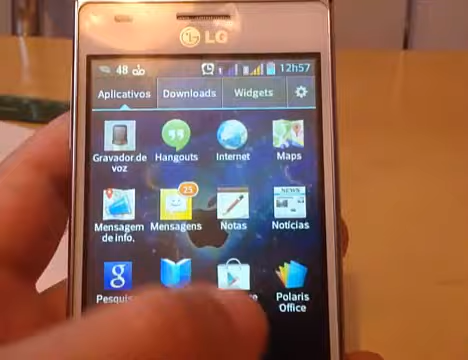 LG
48 12h57
Aplicativos Downloads Widgets
Gravador de voz Hangouts Internet Maps
25
NEWS
Mensagem de info. Mensagens Notas Notícias
g
Polaris Office